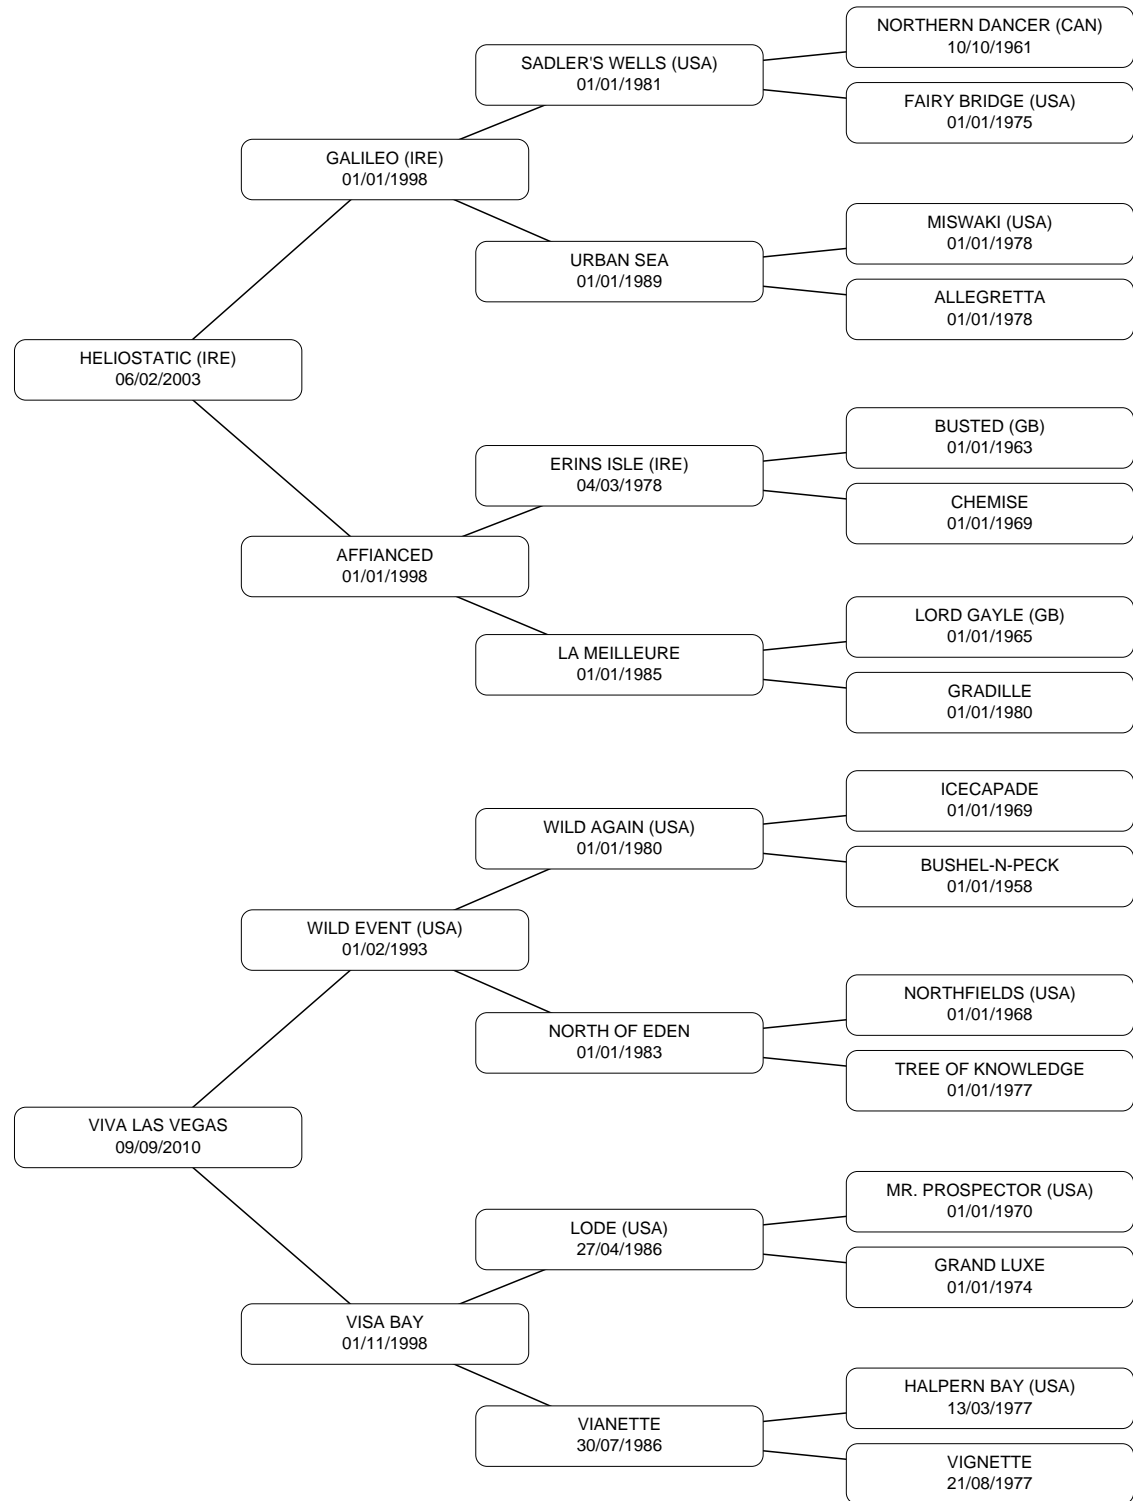 NORTHERN DANCER (CAN)
10/10/1961
SADLER'S WELLS (USA)
01/01/1981
FAIRY BRIDGE (USA)
01/01/1975
GALILEO (IRE)
01/01/1998
MISWAKI (USA)
01/01/1978
URBAN SEA
01/01/1989
ALLEGRETTA
01/01/1978
HELIOSTATIC (IRE)
06/02/2003
BUSTED (GB)
01/01/1963
ERINS ISLE (IRE)
04/03/1978
CHEMISE
01/01/1969
AFFIANCED
01/01/1998
LORD GAYLE (GB)
01/01/1965
LA MEILLEURE
01/01/1985
GRADILLE
01/01/1980
ICECAPADE
01/01/1969
WILD AGAIN (USA)
01/01/1980
BUSHEL-N-PECK
01/01/1958
WILD EVENT (USA)
01/02/1993
NORTHFIELDS (USA)
01/01/1968
NORTH OF EDEN
01/01/1983
TREE OF KNOWLEDGE
01/01/1977
VIVA LAS VEGAS
09/09/2010
MR. PROSPECTOR (USA)
01/01/1970
LODE (USA)
27/04/1986
GRAND LUXE
01/01/1974
VISA BAY
01/11/1998
HALPERN BAY (USA)
13/03/1977
VIANETTE
30/07/1986
VIGNETTE
21/08/1977